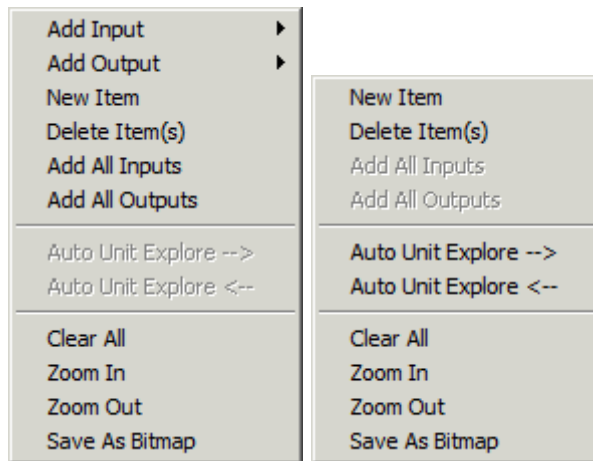 Add Input
Add Output
New Item
Delete Item(s)
Add All Inputs
Add All Outputs
Auto Unit Explore -->
Auto Unit Explore <--
Clear All
Zoom In
Zoom Out
Save As Bitmap
New Item
Delete Item(s)
Add All Inputs
Add All Outputs
Auto Unit Explore -->
Auto Unit Explore <--
Clear All
Zoom In
Zoom Out
Save As Bitmap